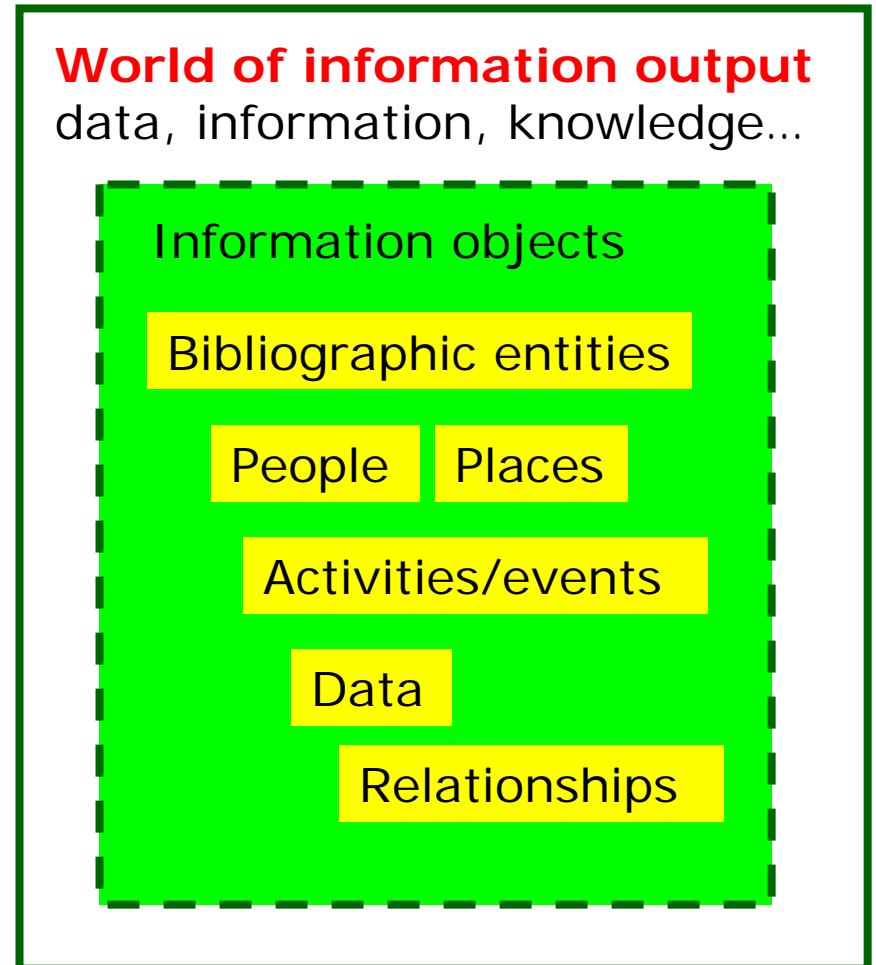 World of information output
data, information, knowledge...
Information objects
Bibliographic entities
People Places
Activities/events
Data
Relationships